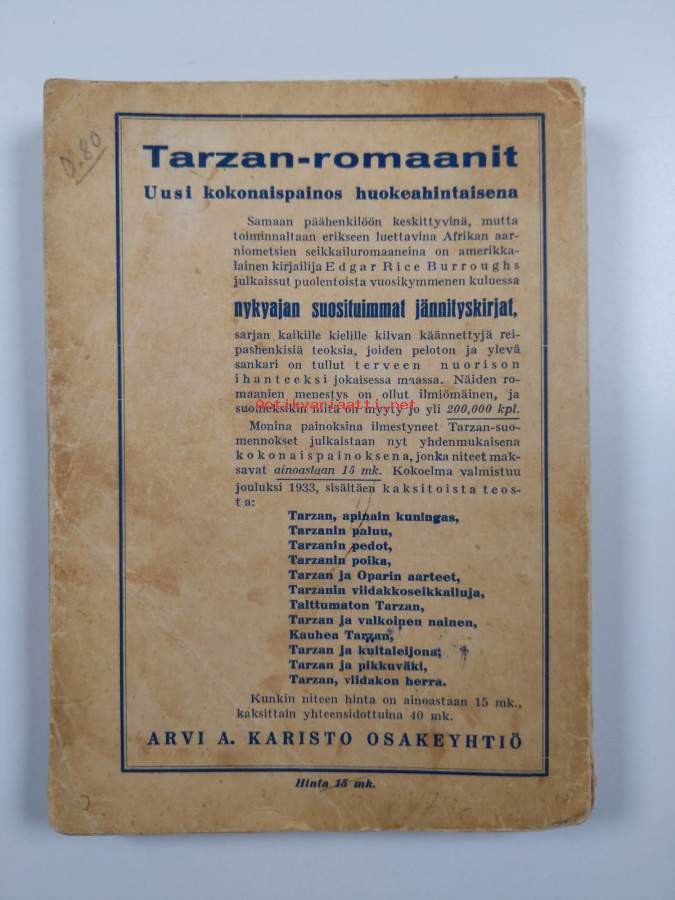 0.80
Tarzan-romaanit
Uusi kokonaispainos huokeahintaisena
Samaan päähenkilöön keskittyvinä, mutta
toiminnaltaan erikseen luettavina Afrikan aar-
niometsien seikkailuromaaneina on amerikka-
lainen kirjailija Edgar Rice Burroughs
julkaissut puolentoista vuosikymmenen kuluessa
nykyajan suosituimmat jännityskirjat,
sarjan kaikille kielille kilvan käännettyjä rei-
pashenkisiä teoksia, joiden peloton ja ylevä
sankari on tullut terveen nuorison
ihanteeksi jokaisessa maassa. Näiden ro-
maanien menestys on ollut ilmiömäinen, ja
suomeksikin niitä on myyty jo yli 200,000 kpl.
antikvariaatti.net
Monina painoksina ilmestyneet Tarzan-suo-
mennokset julkaistaan nyt yhdenmukaisena
kokonaispainoksena, jonka niteet mak-
savat ainoastaan 15 mk. Kokoelma valmistuu
jouluksi 1933, sisältäen kaksitoista teos-
ta:
Tarzan, apinain kuningas,
Tarzanin paluu,
Tarzanin pedot,
Tarzanin poika,
Tarzan ja Oparin aarteet,
Tarzanin viidakkoseikkailuja,
Talttumaton Tarzan,
Tarzan ja valkoinen nainen,
Kauhea Tarzan,
Tarzan ja kultaleijona,
Tarzan ja pikkuväki,
Tarzan, viidakon herra.
Kunkin niteen hinta on ainoastaan 15 mk.,
kaksittain yhteensidottuina 40 mk.
ARVI A. KARISTO OSAKEYHTIÖ
Hinta 15 mk.